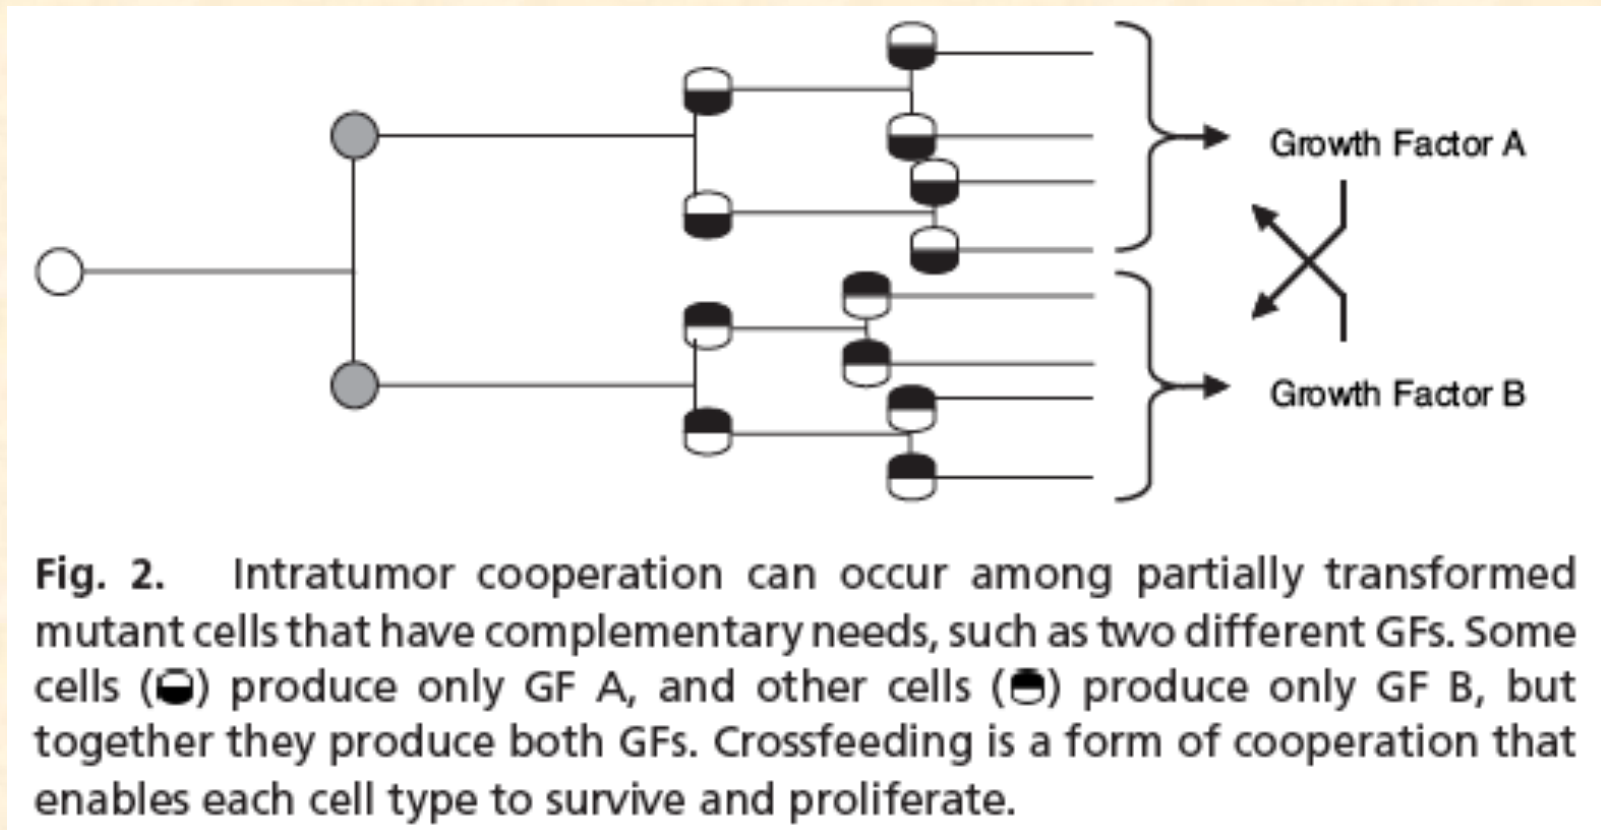 Growth Factor A
Growth Factor B
Fig. 2. Intratumor cooperation can occur among partially transformed
mutant cells that have complementary needs, such as two different GFs. Some
cells () produce only GF A, and other cells () produce only GF B, but
together they produce both GFs. Crossfeeding is a form of cooperation that
enables each cell type to survive and proliferate.